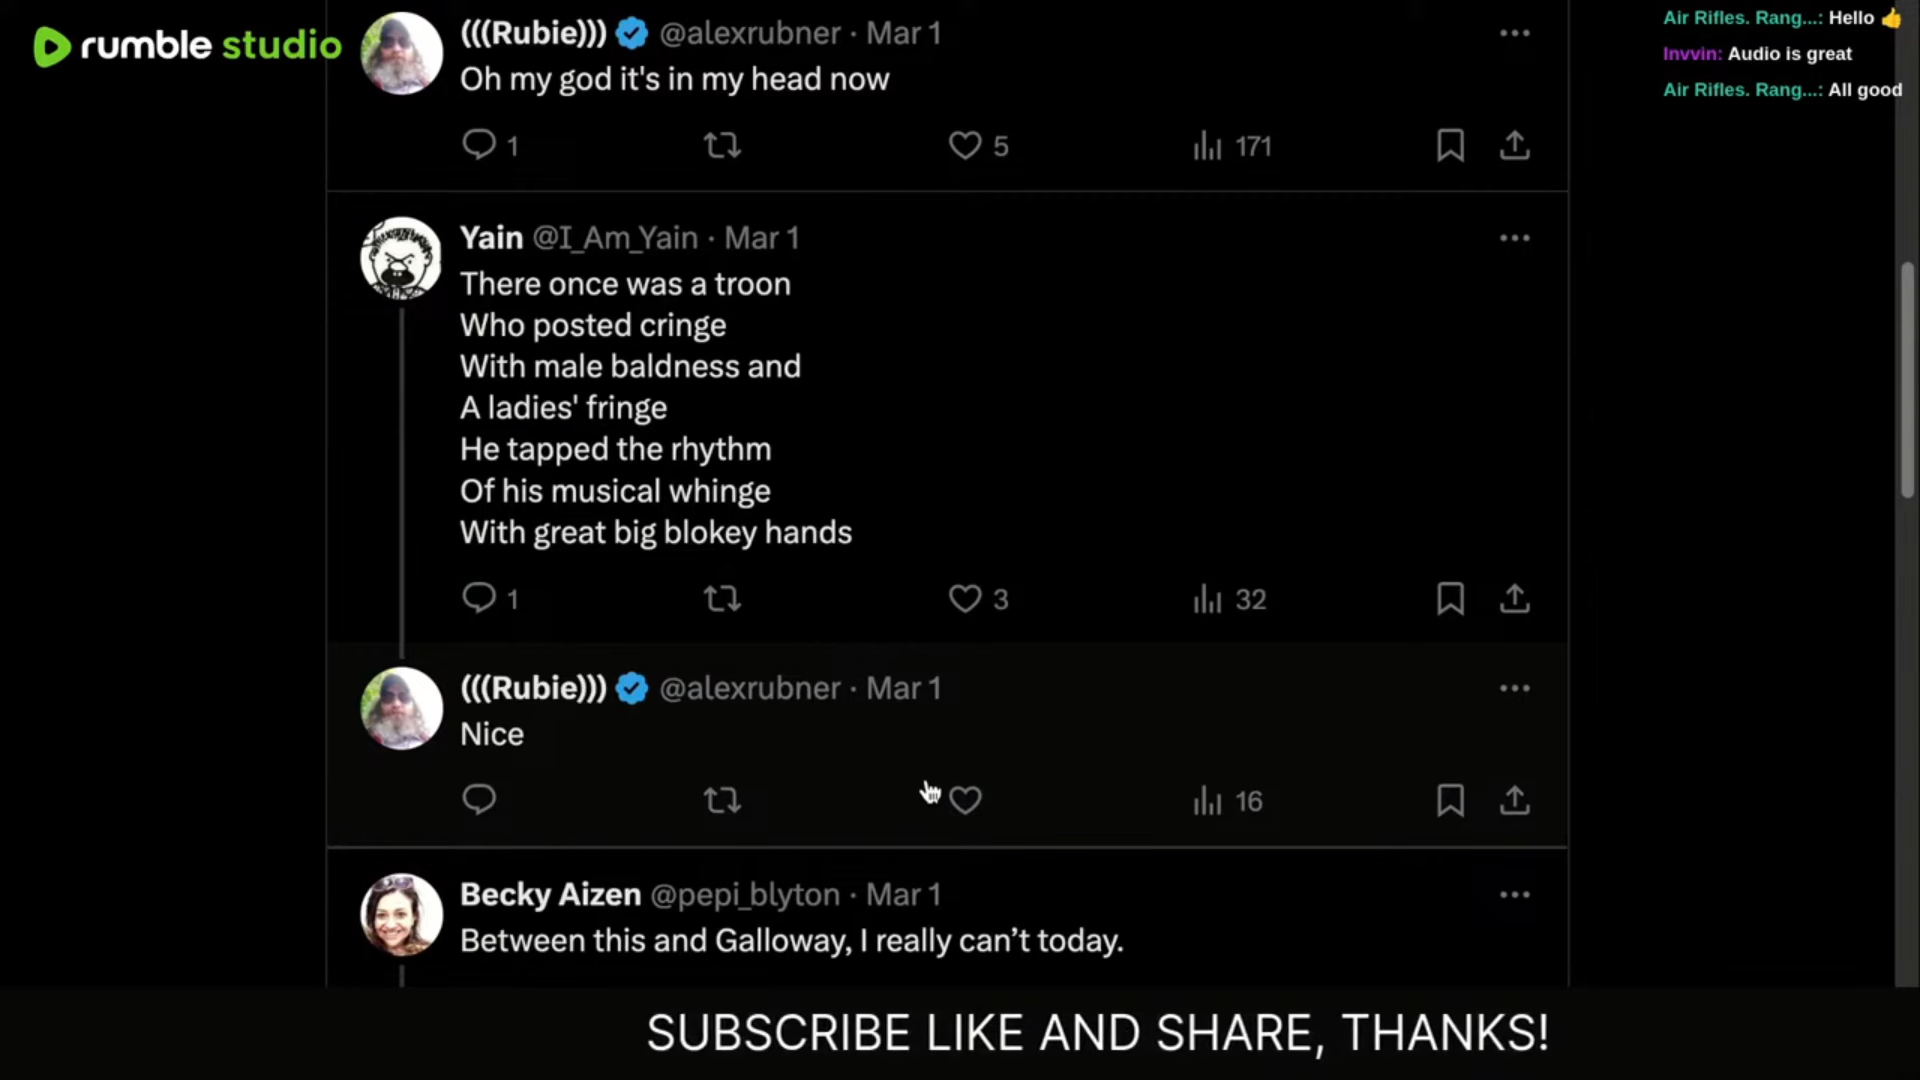 rumble studio
(((Rubie))) @alexrubner · Mar 1
Oh my god it's in my head now
1 5 171
Yain @I_Am_Yain · Mar 1
There once was a troon
Who posted cringe
With male baldness and
A ladies' fringe
He tapped the rhythm
Of his musical whinge
With great big blokey hands
1 3 32
(((Rubie))) @alexrubner · Mar 1
Nice
16
Becky Aizen @pepi_blyton · Mar 1
Between this and Galloway, I really can’t today.
Air Rifles. Rang...: Hello 👍
Invvin: Audio is great
Air Rifles. Rang...: All good
SUBSCRIBE LIKE AND SHARE, THANKS!